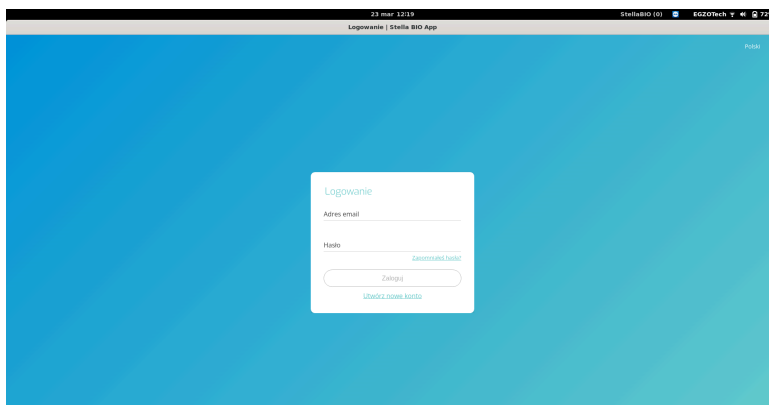 23 mar 12:19
StellaBIO (0) EGZOTech 72%
Logowanie | Stella BIO App
Polski
Logowanie
Adres email
Hasło
Zapomniałeś hasła?
Zaloguj
Utwórz nowe konto